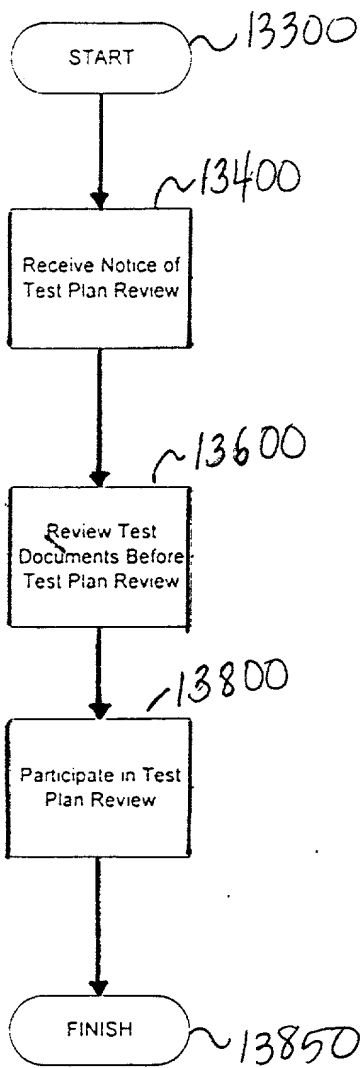 13300
START
13400
Receive Notice of
Test Plan Review
13600
Review Test
Documents Before
Test Plan Review
13800
Participate in Test
Plan Review
FINISH
13850